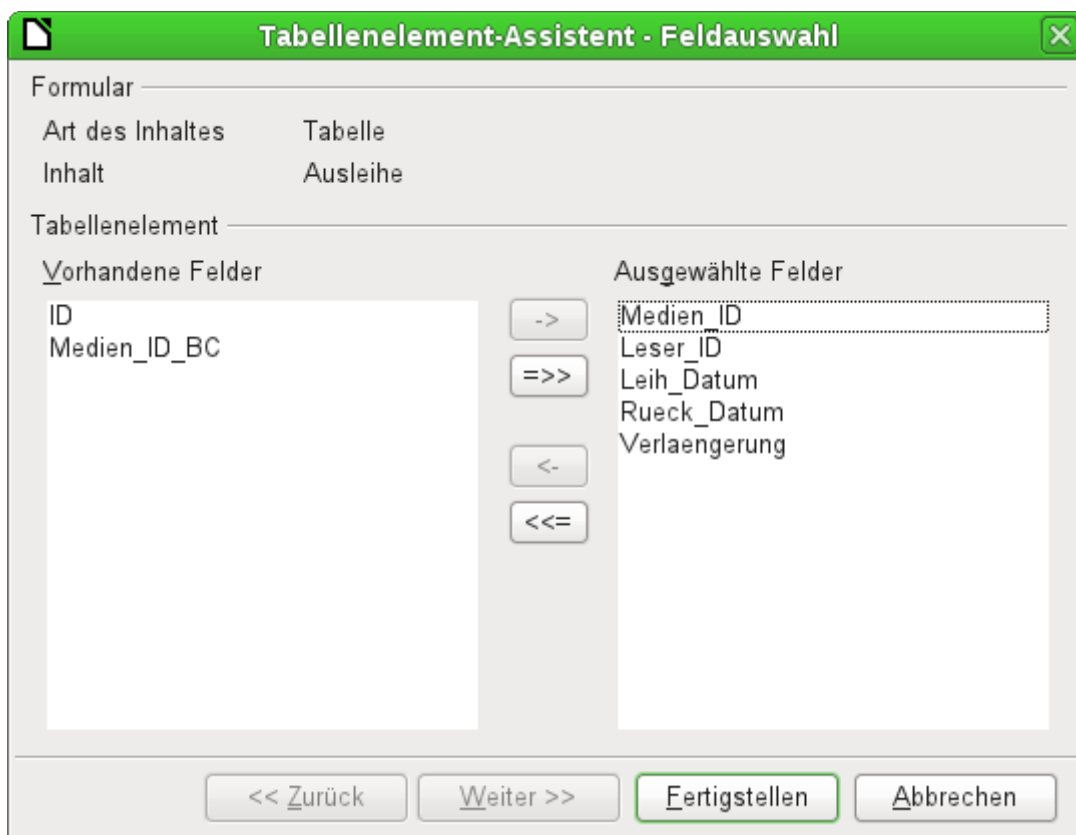 Tabellenelement-Assistent - Feldauswahl
Formular
Art des Inhaltes Tabelle
Inhalt Ausleihe
Tabellenelement
Vorhandene Felder Ausgewählte Felder
ID -> Medien_ID
Medien_ID_BC Leser_ID
=>> Leih_Datum
Rueck_Datum
<- Verlaengerung
<<=
<< Zurück Weiter >> Fertigstellen Abbrechen